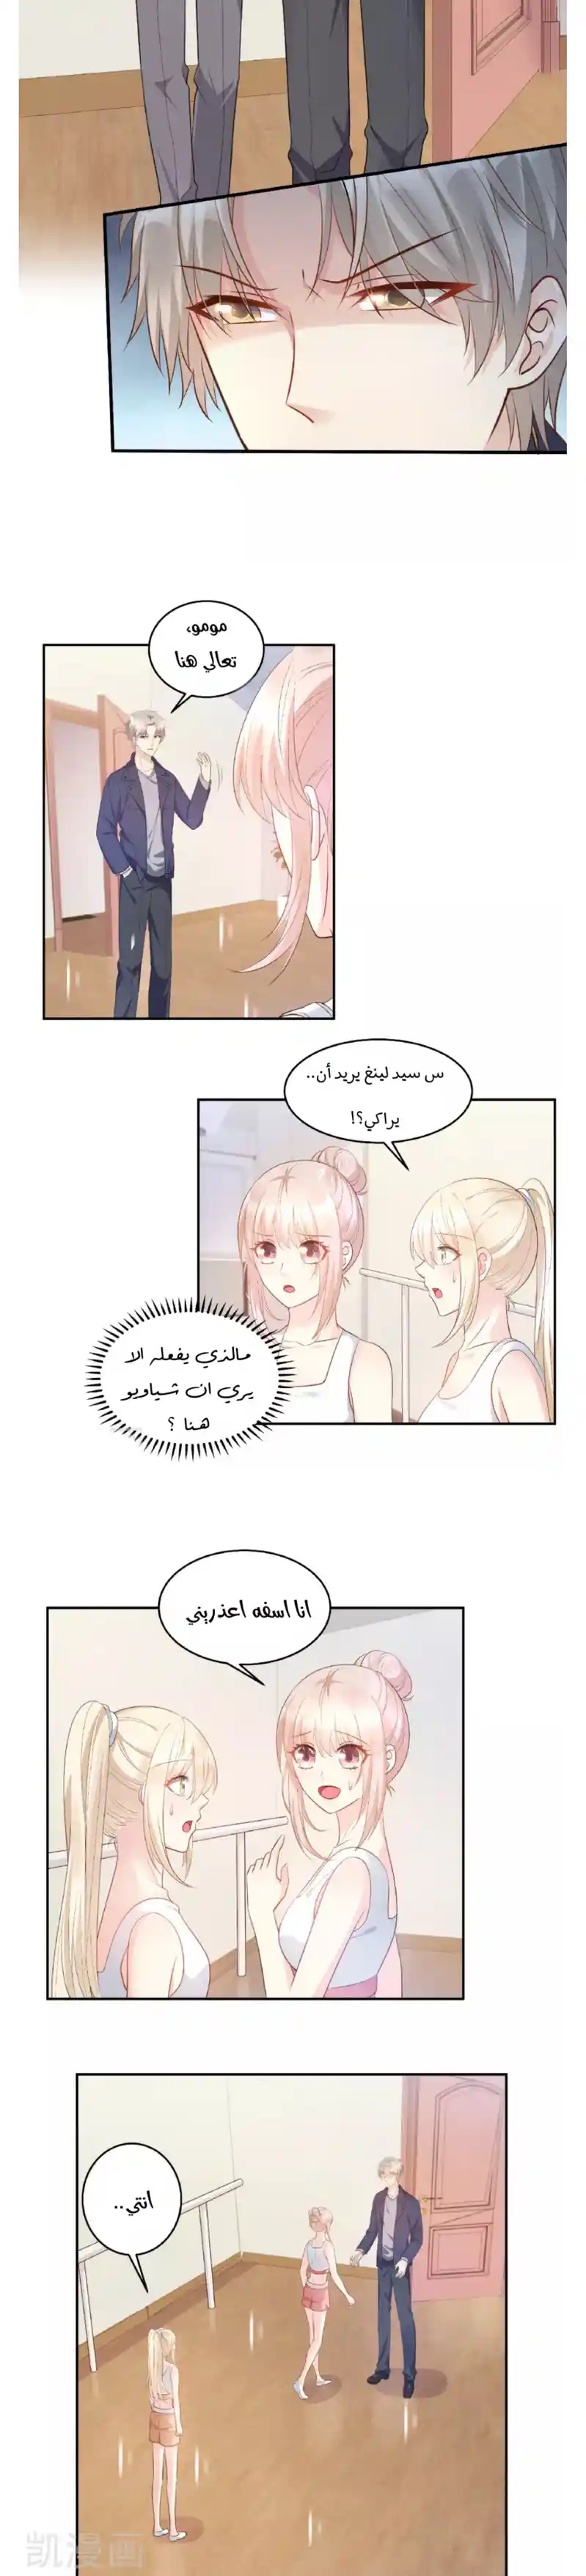 مومو،
تعالي هنا
س سيد لينغ يريد أن..
يراكي؟!
مالذي يفعله الا
يري ان شياويو
هنا ؟
انا اسفه اعذريني
انتي..
凯漫画